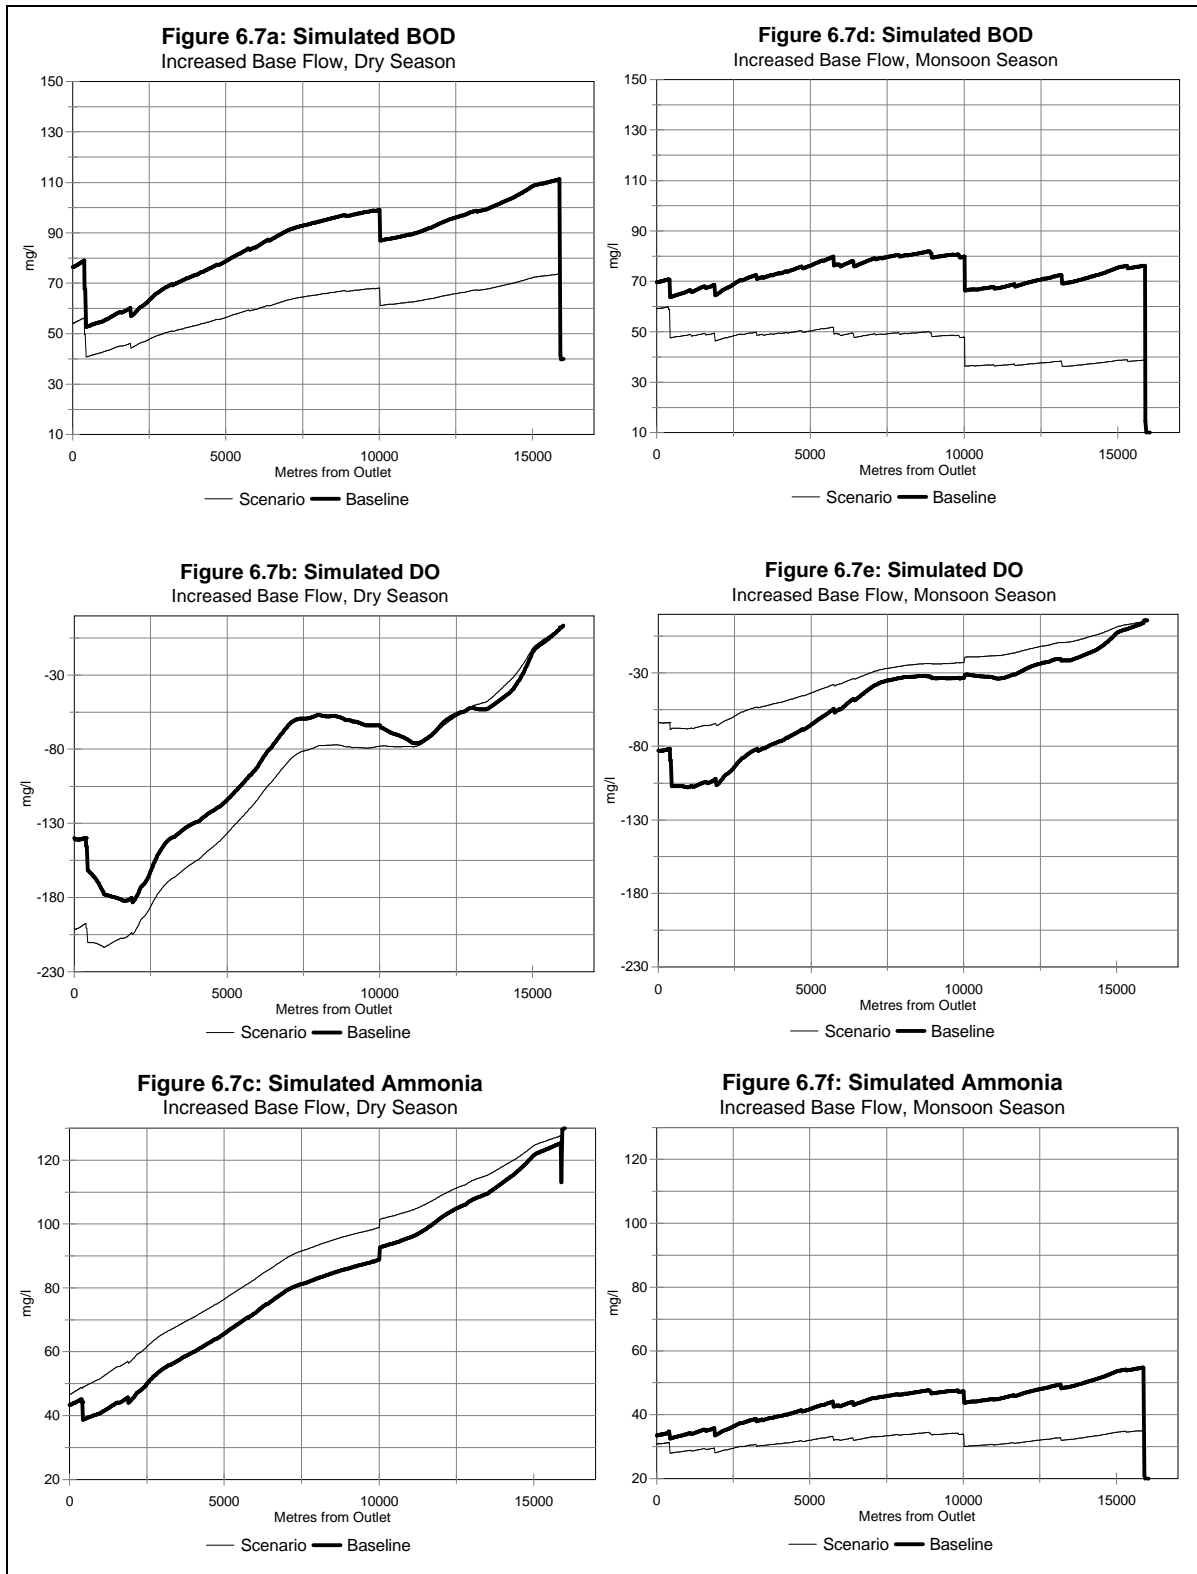 Figure 6.7a: Simulated BOD
Increased Base Flow, Dry Season
150
130
110
90
70
50
30
10
mg/l
0 5000 10000 15000
Metres from Outlet
Scenario Baseline
Figure 6.7d: Simulated BOD
Increased Base Flow, Monsoon Season
150
130
110
90
70
50
30
10
mg/l
0 5000 10000 15000
Metres from Outlet
Scenario Baseline
Figure 6.7b: Simulated DO
Increased Base Flow, Dry Season
-30
-80
-130
-180
-230
mg/l
0 5000 10000 15000
Metres from Outlet
Scenario Baseline
Figure 6.7e: Simulated DO
Increased Base Flow, Monsoon Season
-30
-80
-130
-180
-230
mg/l
0 5000 10000 15000
Metres from Outlet
Scenario Baseline
Figure 6.7c: Simulated Ammonia
Increased Base Flow, Dry Season
120
100
80
60
40
20
mg/l
0 5000 10000 15000
Metres from Outlet
Scenario Baseline
Figure 6.7f: Simulated Ammonia
Increased Base Flow, Monsoon Season
120
100
80
60
40
20
mg/l
0 5000 10000 15000
Metres from Outlet
Scenario Baseline